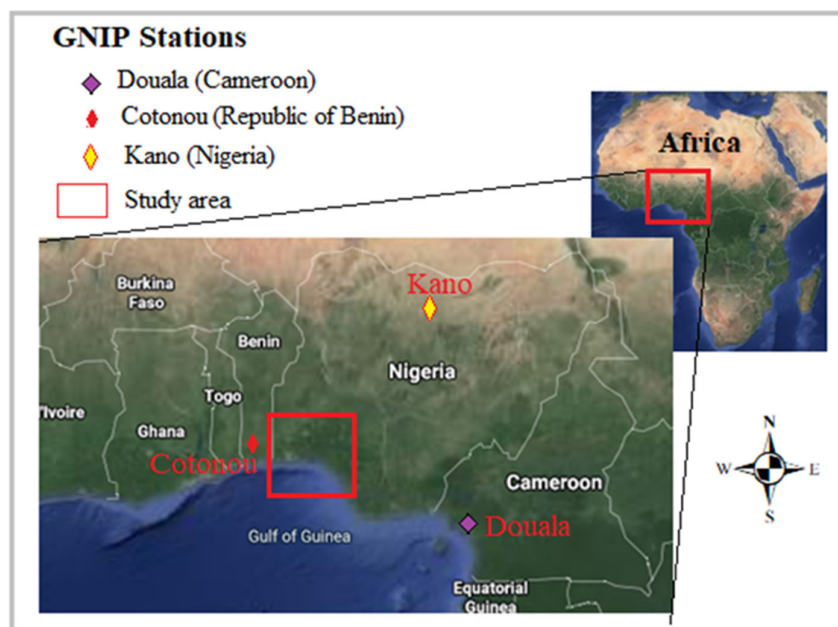 GNIP Stations
Douala (Cameroon)
Cotonou (Republic of Benin)
Kano (Nigeria)
Study area
Africa
Burkina
Faso
Kano
Benin
Nigeria
Togo
'Ivoire
Ghana
Cotonou
Cameroon
Douala
Gulf of Guinea
Equatorial
Guinea
N
W
E
S